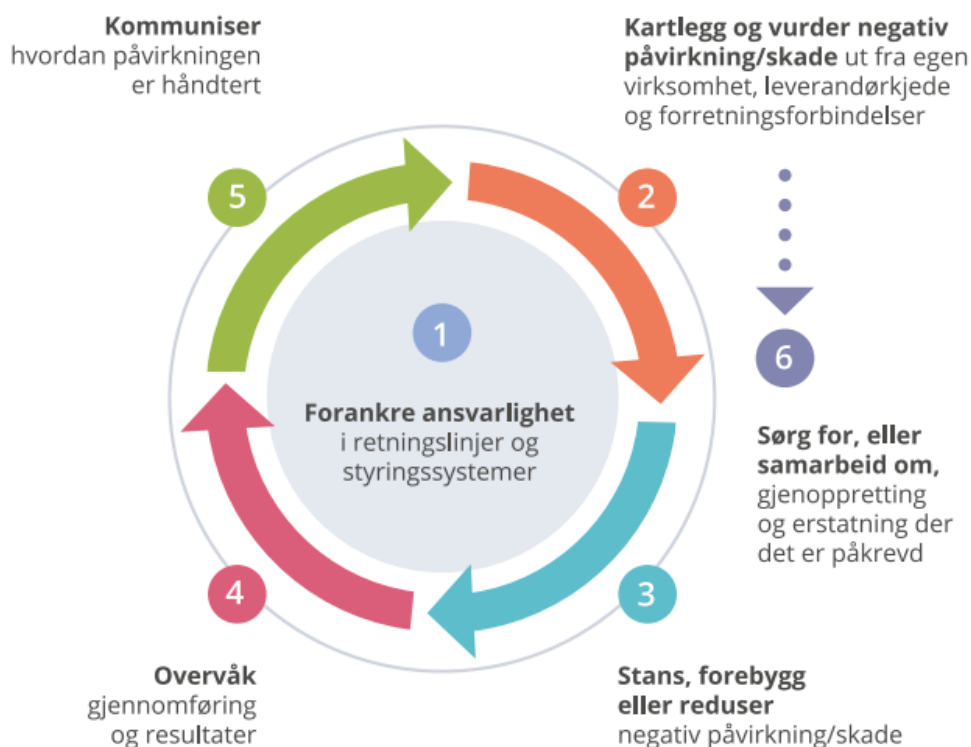 Kommuniser
hvordan påvirkningen
er håndtert
Kartlegg og vurder negativ
påvirkning/skade ut fra egen
virksomhet, leverandørkjede
og forretningsforbindelser
5
2
1
Forankre ansvarlighet
i retningslinjer og
styringssystemer
6
Sørg for, eller
samarbeid om,
gjenoppretting
og erstatning der
det er påkrevd
4
3
Overvåk
gjennomføring
og resultater
Stans, forebygg
eller reduser
negativ påvirkning/skade